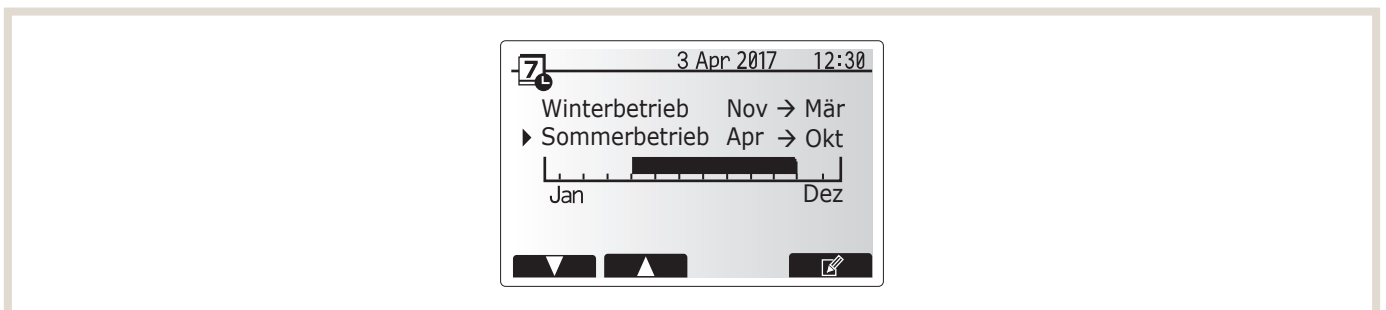 7 3 Apr 2017 12:30
Winterbetrieb Nov → Mär
Sommerbetrieb Apr → Okt
Jan Dez